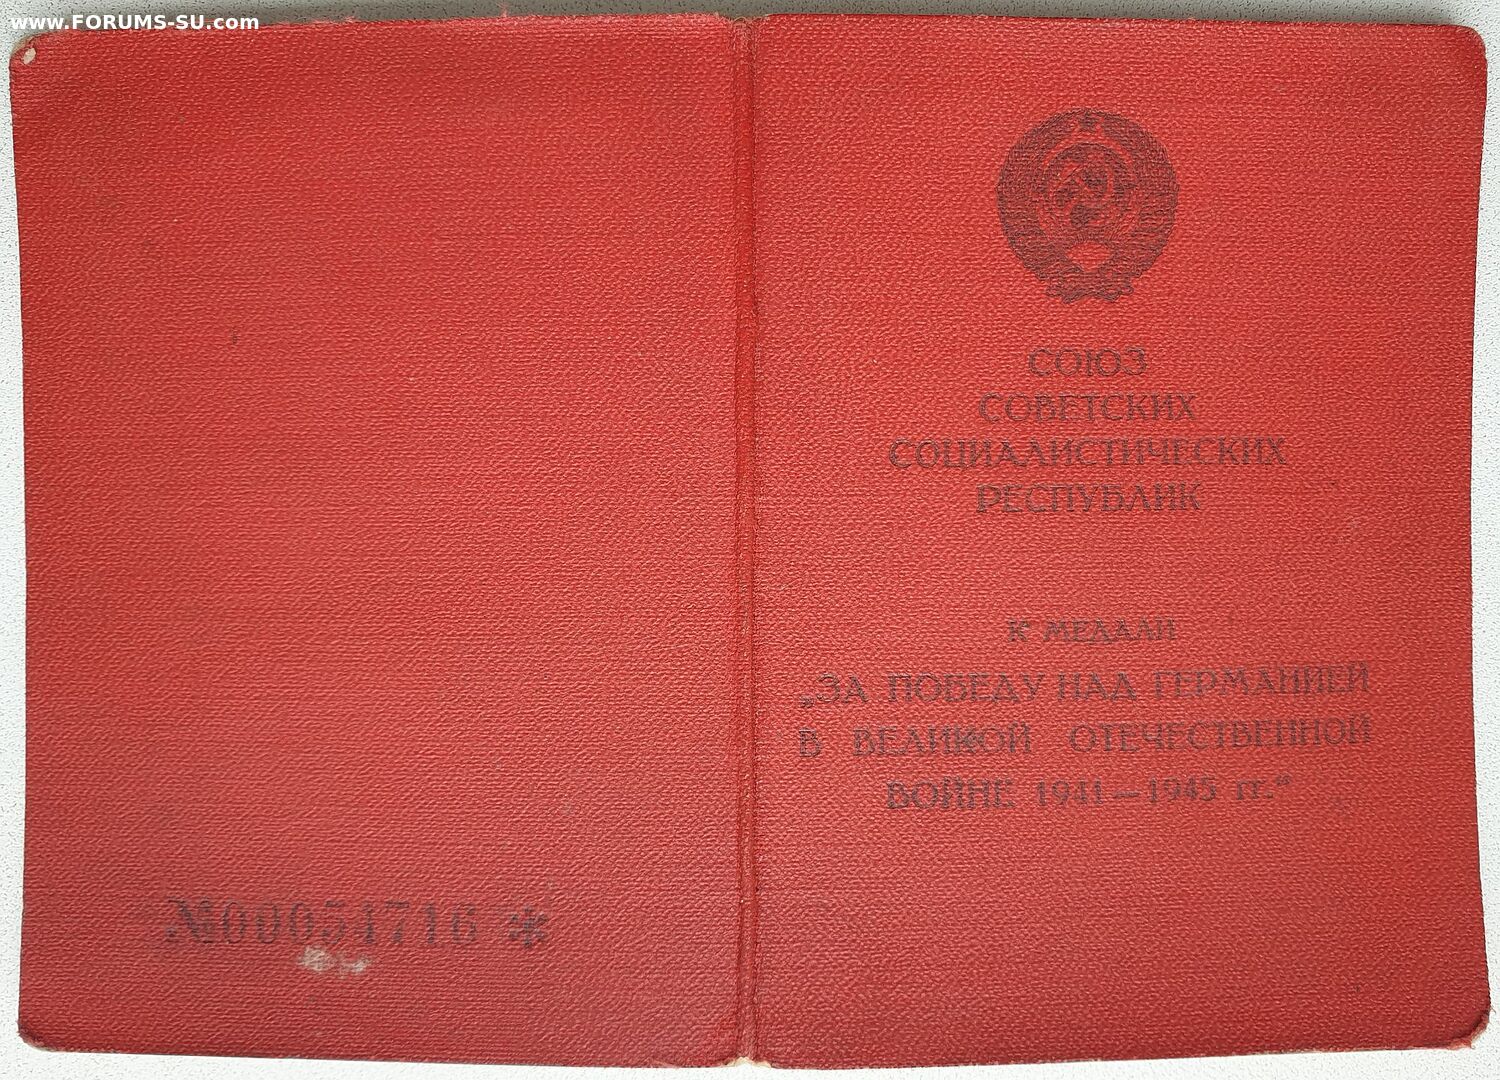 www.FORUMS-SU.com
СОЮЗ
СОВЕТСКИХ
СОЦИАЛИСТИЧЕСКИХ
РЕСПУБЛИК
К МЕДАЛИ
„ЗА ПОБЕДУ НАД ГЕРМАНИЕЙ
В ВЕЛИКОЙ ОТЕЧЕСТВЕННОЙ
ВОЙНЕ 1941—1945 гг.“
№00054716 *